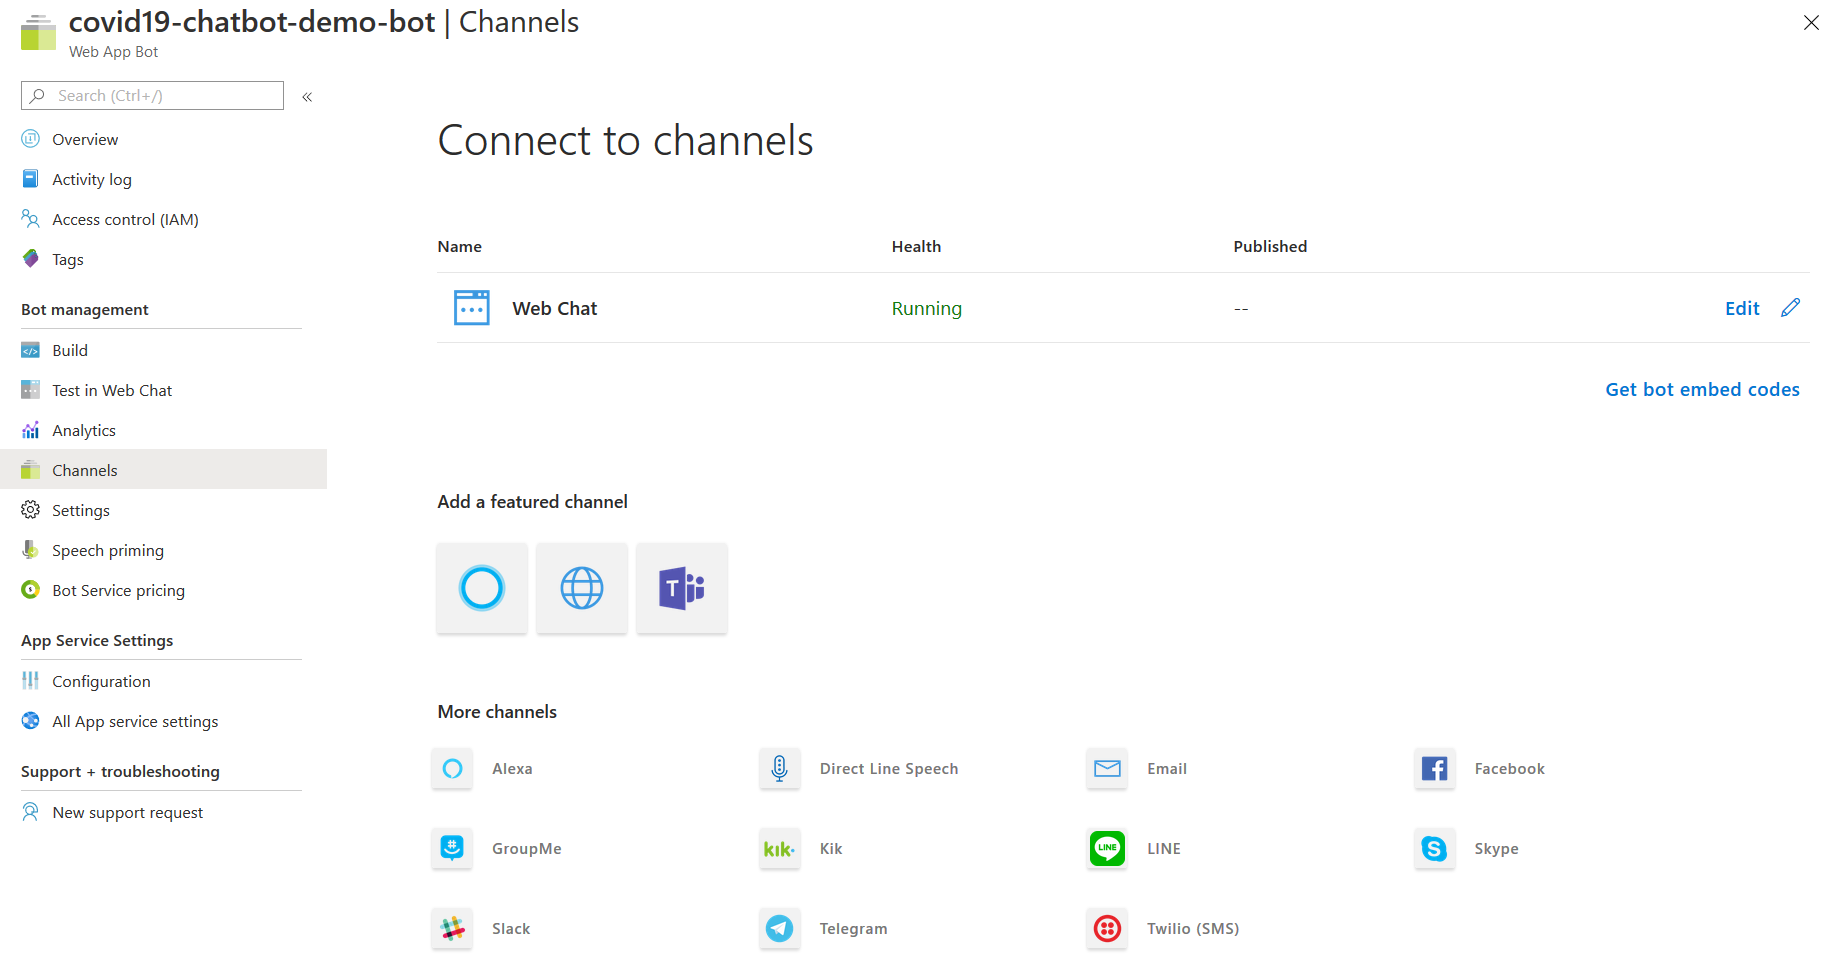 covid19-chatbot-demo-bot | Channels
Web App Bot
Search (Ctrl+/)
«
Overview
Activity log
Access control (IAM)
Tags
Bot management
Build
Test in Web Chat
Analytics
Channels
Settings
Speech priming
Bot Service pricing
App Service Settings
Configuration
All App service settings
Support + troubleshooting
New support request
Connect to channels
Name Health Published
Web Chat Running -- Edit
Get bot embed codes
Add a featured channel
T
More channels
Alexa Direct Line Speech Email Facebook
GroupMe kik. Kik LINE LINE Skype
Slack Telegram Twilio (SMS)